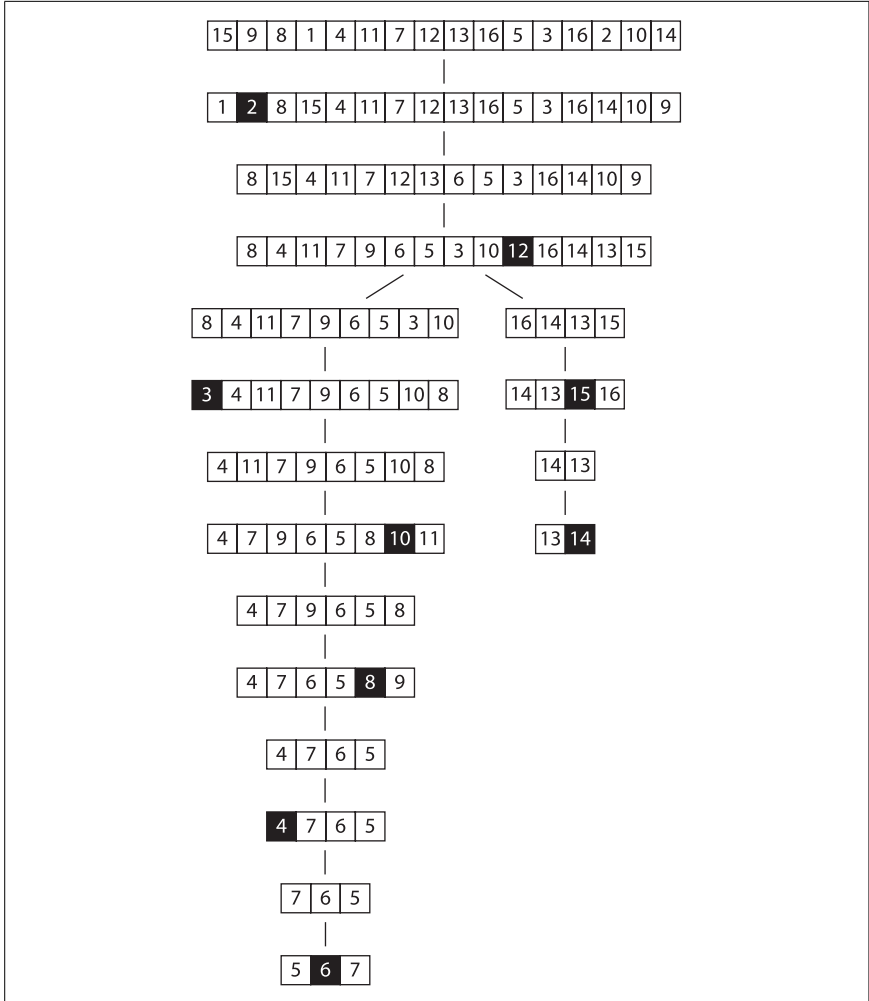 15 9 8 1 4 11 7 12 13 16 5 3 16 2 10 14
1 2 8 15 4 11 7 12 13 16 5 3 16 14 10 9
8 15 4 11 7 12 13 6 5 3 16 14 10 9
8 4 11 7 9 6 5 3 10 12 16 14 13 15
8 4 11 7 9 6 5 3 10 16 14 13 15
3 4 11 7 9 6 5 10 8 14 13 15 16
4 11 7 9 6 5 10 8 14 13
4 7 9 6 5 8 10 11 13 14
4 7 9 6 5 8
4 7 6 5 8 9
4 7 6 5
4 7 6 5
7 6 5
5 6 7